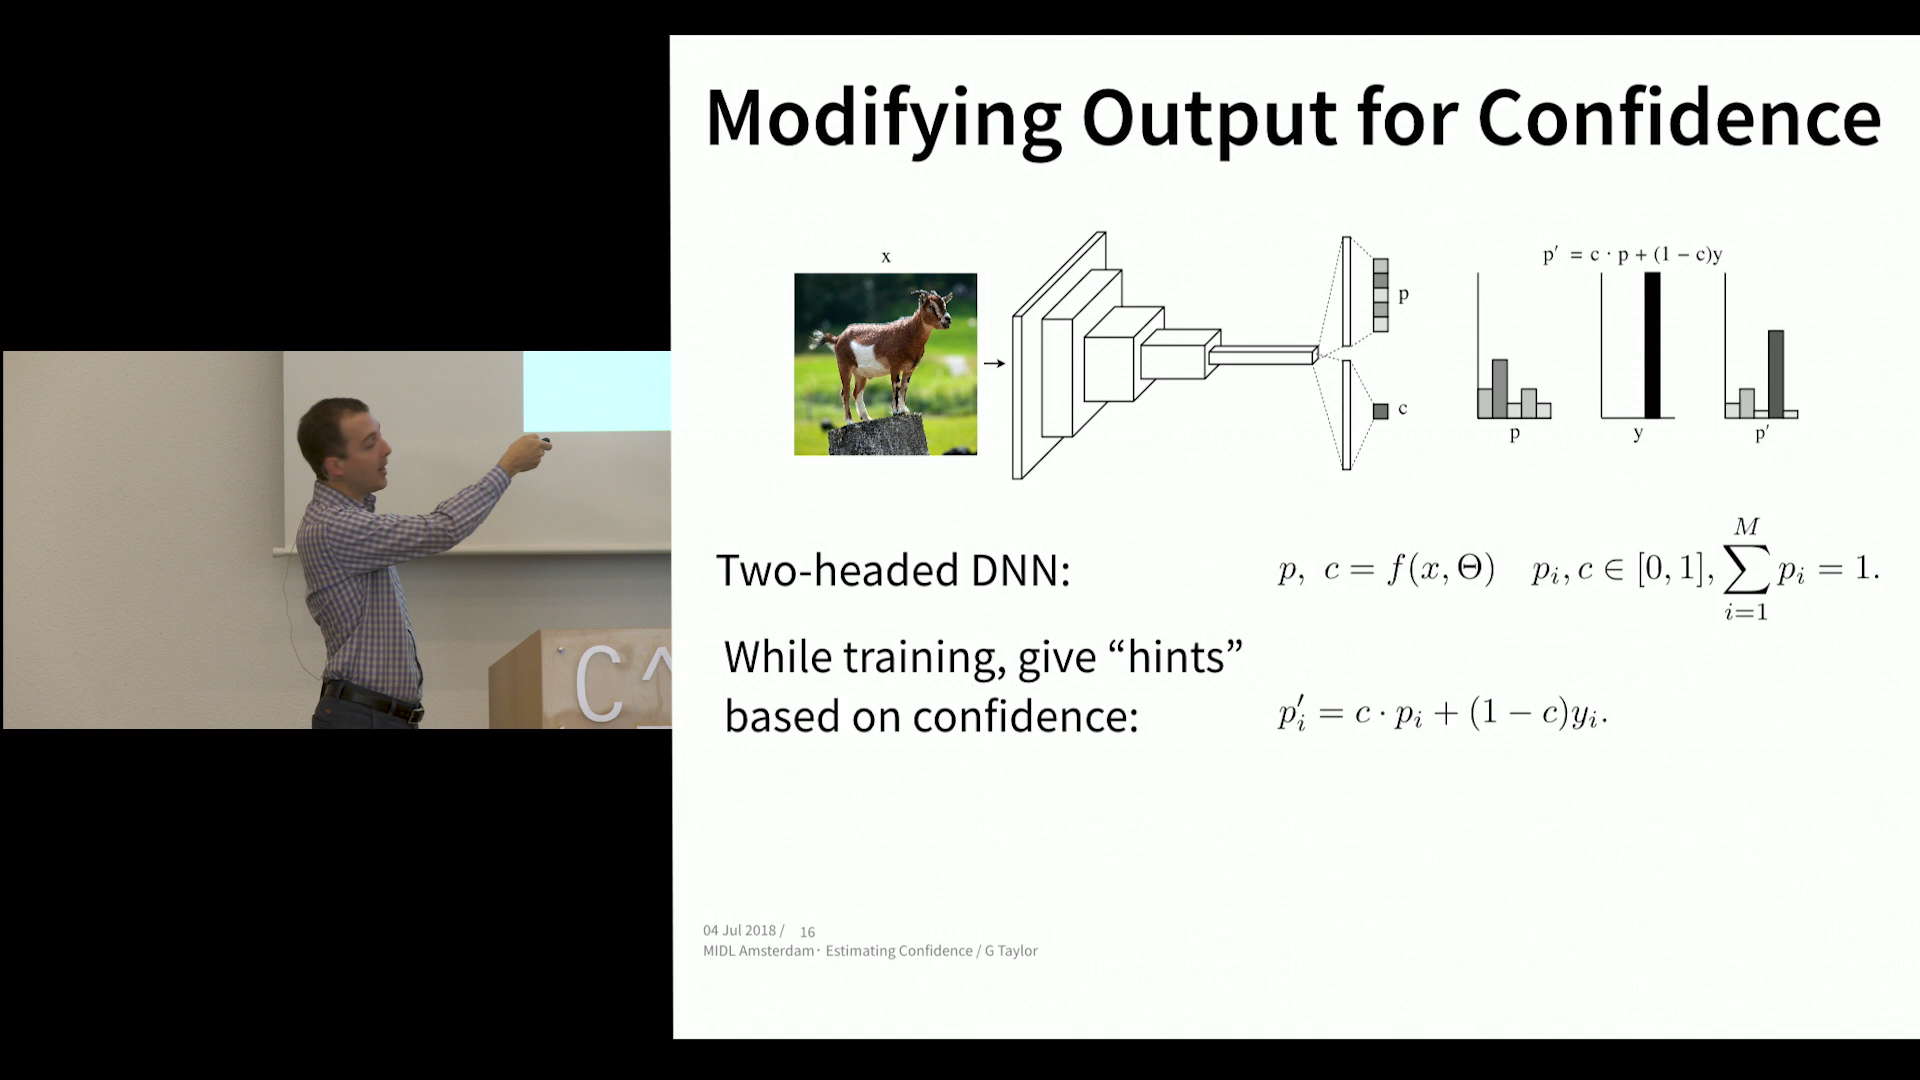 Modifying Output for Confidence
x
p
c
p′ = c · p + (1 − c)y
p
y
p′
Two-headed DNN:
p, c = f(x, Θ) p_i, c ∈ [0, 1], ∑_{i=1}^{M} p_i = 1.
While training, give “hints”
based on confidence:
p′_i = c · p_i + (1 − c)y_i.
04 Jul 2018 / 16
MIDL Amsterdam · Estimating Confidence / G Taylor